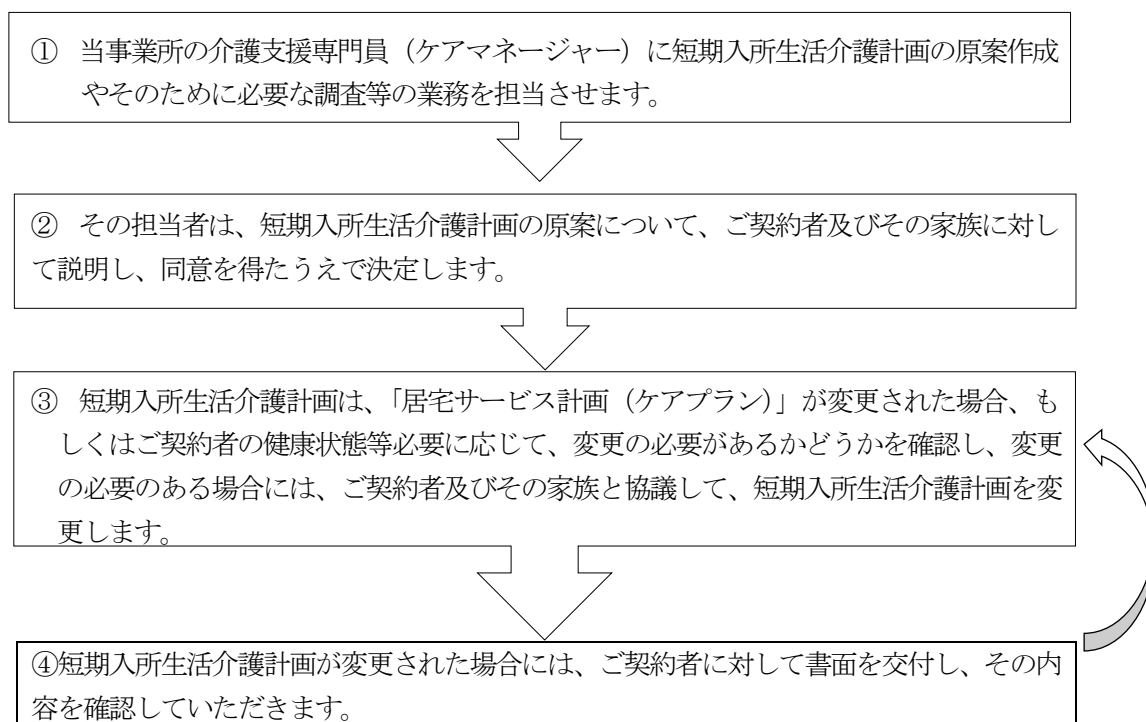 ① 当事業所の介護支援専門員（ケアマネージャー）に短期入所生活介護計画の原案作成
やそのために必要な調査等の業務を担当させます。
② その担当者は、短期入所生活介護計画の原案について、ご契約者及びその家族に対し
て説明し、同意を得たうえで決定します。
③ 短期入所生活介護計画は、「居宅サービス計画（ケアプラン）」が変更された場合、も
しくはご契約者の健康状態等必要に応じて、変更の必要があるかどうかを確認し、変更
の必要のある場合には、ご契約者及びその家族と協議して、短期入所生活介護計画を変
更します。
④短期入所生活介護計画が変更された場合には、ご契約者に対して書面を交付し、その内
容を確認していただきます。